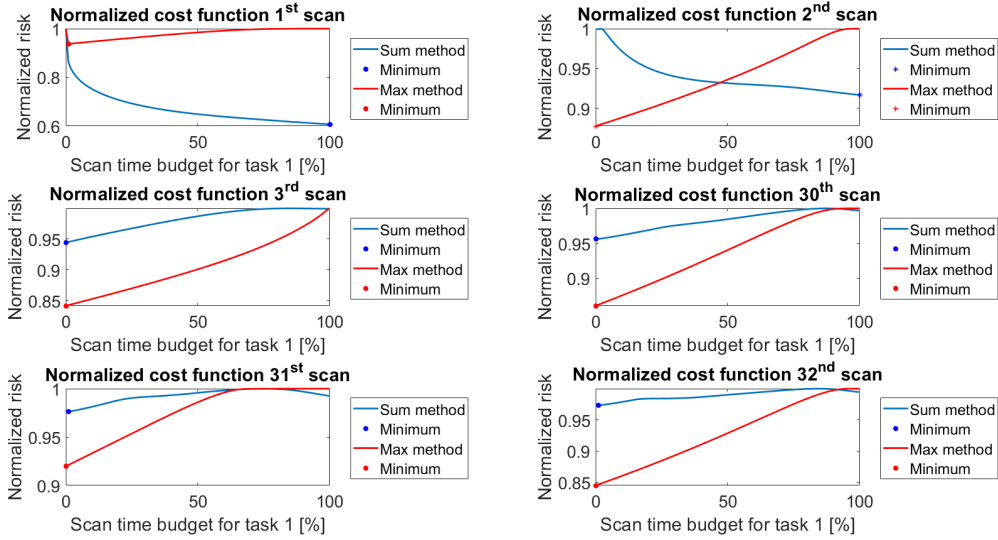 Normalized cost function 1st scan
Normalized risk
1
0.8
0.6
0
50
100
Scan time budget for task 1 [%]
Sum method
Minimum
Max method
Minimum
Normalized cost function 2nd scan
Normalized risk
1
0.95
0.9
0
50
100
Scan time budget for task 1 [%]
Sum method
Minimum
Max method
Minimum
Normalized cost function 3rd scan
Normalized risk
0.95
0.9
0.85
0
50
100
Scan time budget for task 1 [%]
Sum method
Minimum
Max method
Minimum
Normalized cost function 30th scan
Normalized risk
1
0.95
0.9
0
50
100
Scan time budget for task 1 [%]
Sum method
Minimum
Max method
Minimum
Normalized cost function 31st scan
Normalized risk
1
0.95
0.9
0
50
100
Scan time budget for task 1 [%]
Sum method
Minimum
Max method
Minimum
Normalized cost function 32nd scan
Normalized risk
1
0.95
0.9
0.85
0
50
100
Scan time budget for task 1 [%]
Sum method
Minimum
Max method
Minimum